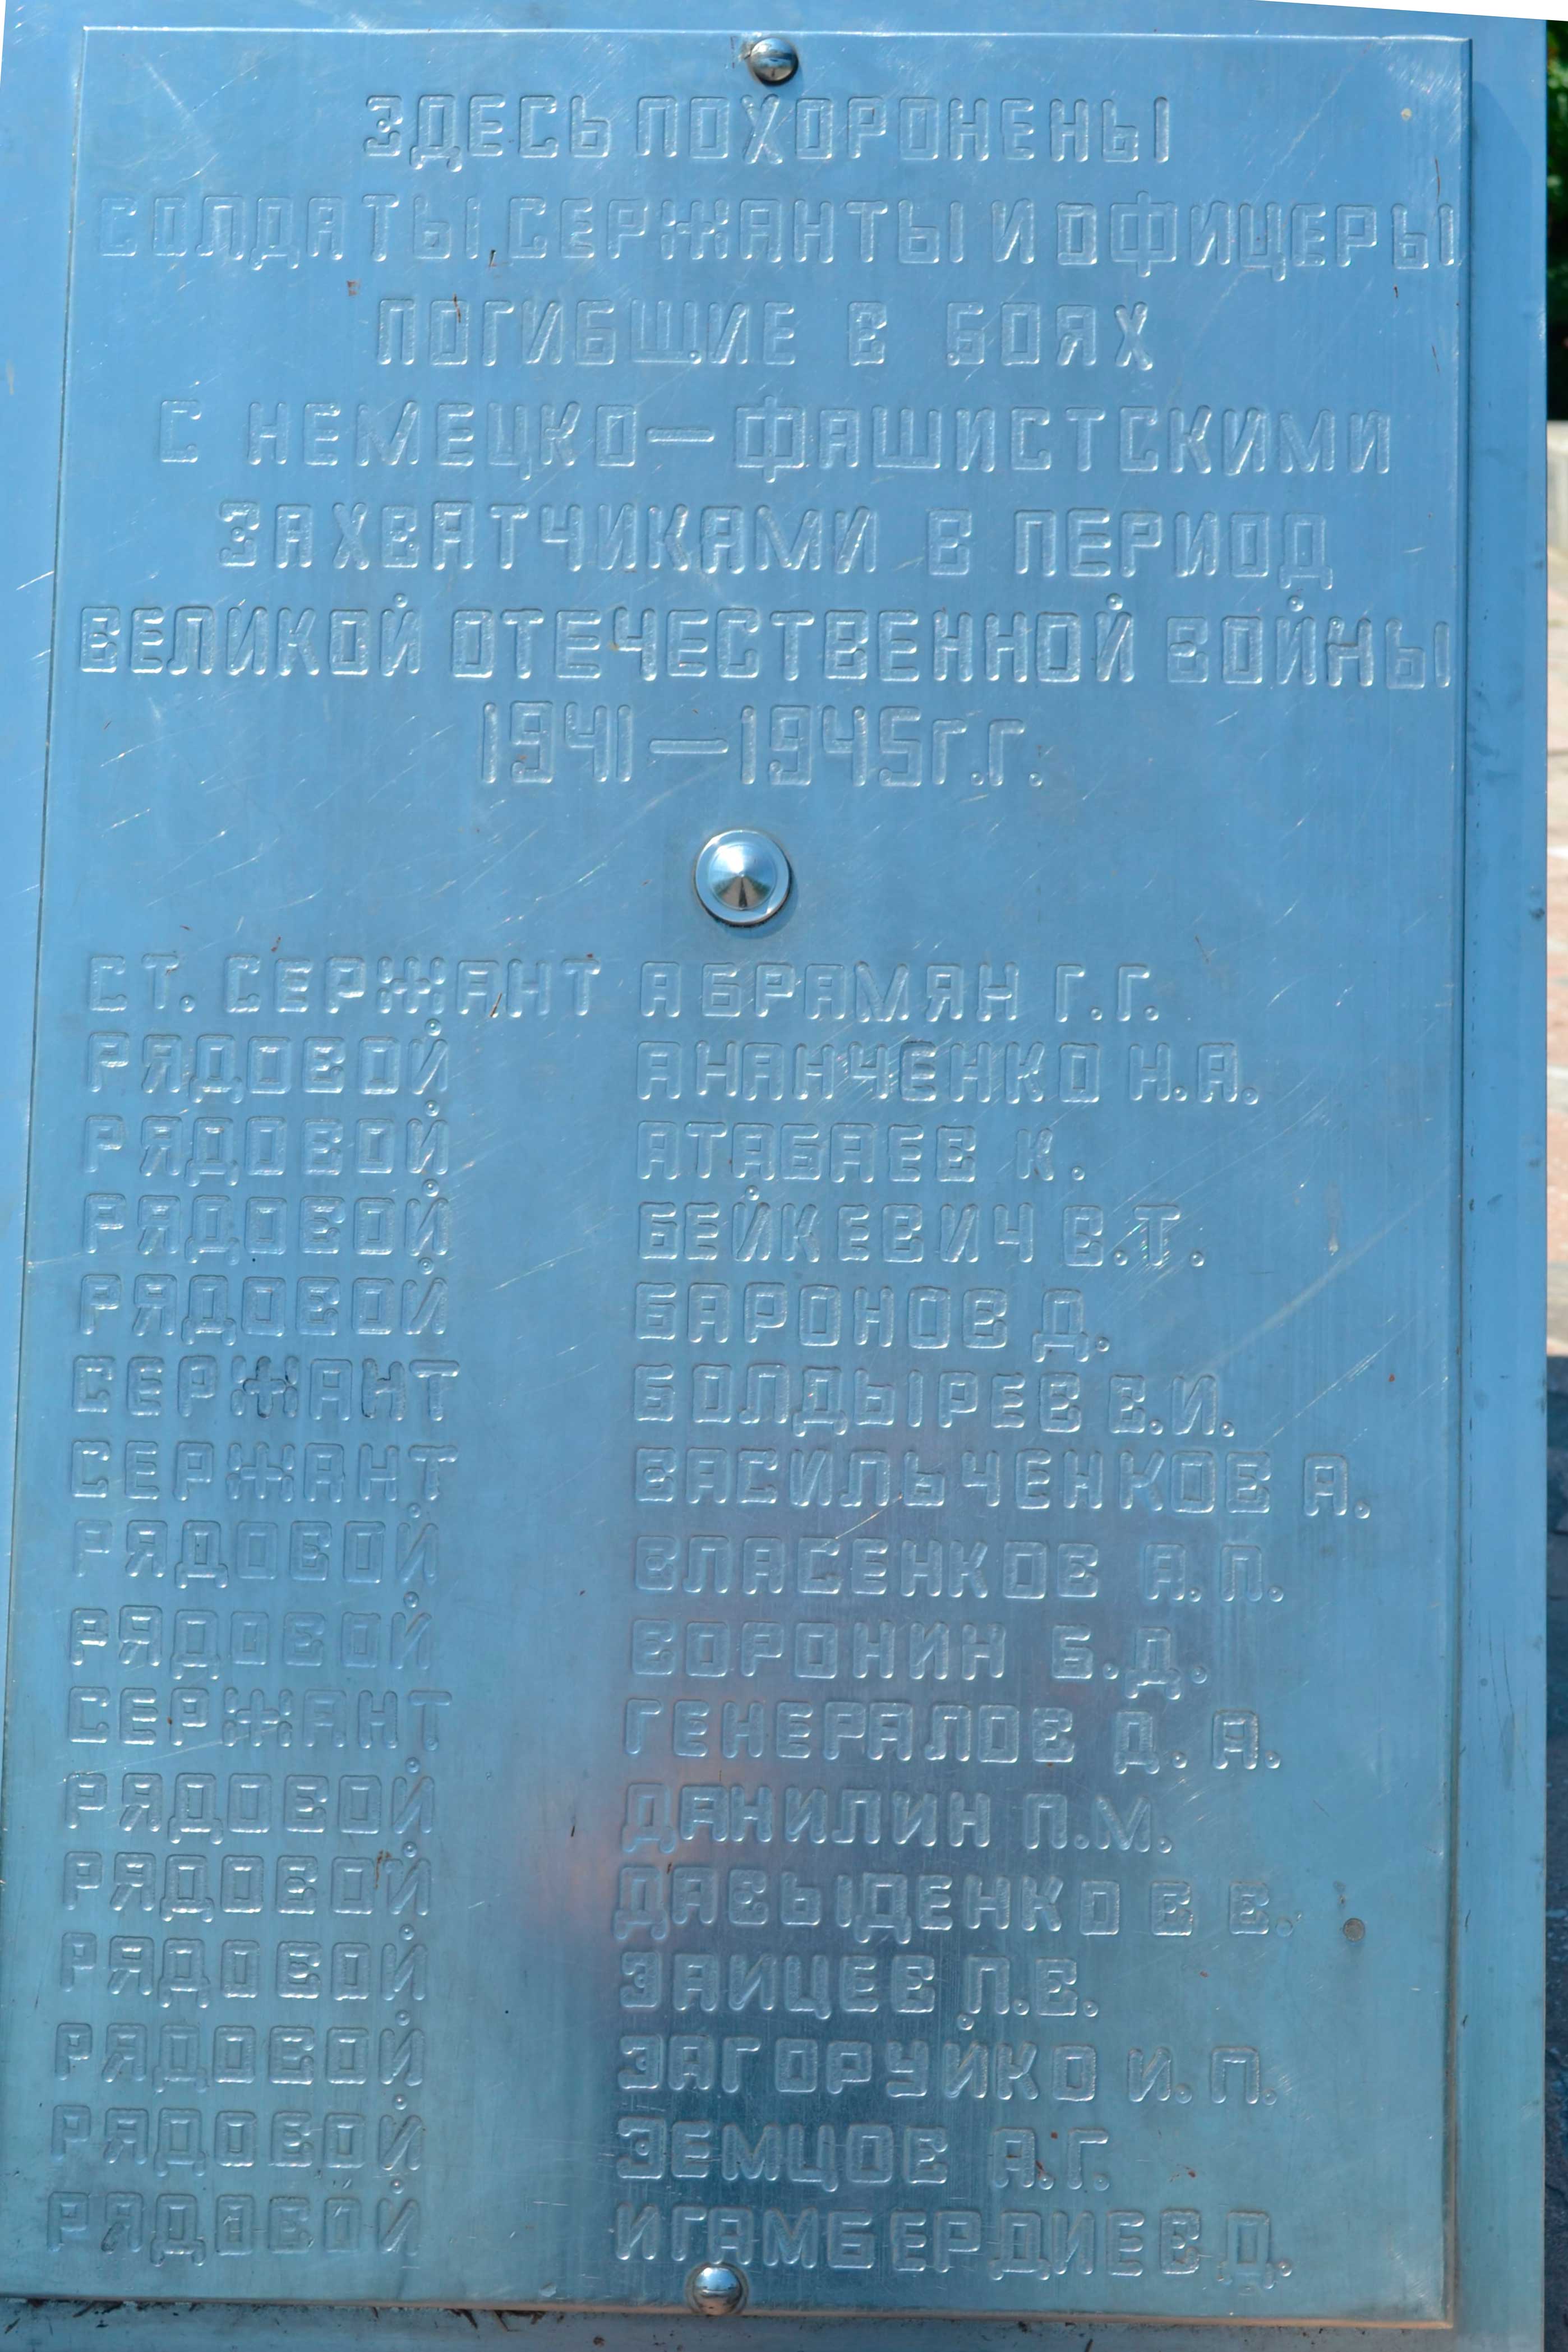 ЗДЕСЬ ПОХОРОНЕНЫ
СОЛДАТЫ, СЕРЖАНТЫ И ОФИЦЕРЫ
ПОГИБШИЕ В БОЯХ
С НЕМЕЦКО—ФАШИСТСКИМИ
ЗАХВАТЧИКАМИ В ПЕРИОД
ВЕЛИКОЙ ОТЕЧЕСТВЕННОЙ ВОЙНЫ
1941—1945Г.Г.
СТ. СЕРЖАНТ АБРАМЯН Г.Г.
РЯДОВОЙ АНАНЧЕНКО Н.А.
РЯДОВОЙ АТАБАЕВ К.
РЯДОВОЙ БЕЙКЕВИЧ В.Т.
РЯДОВОЙ БАРОНОВ Д.
СЕРЖАНТ БОЛДЫРЕВ В.И.
СЕРЖАНТ ВАСИЛЬЧЕНКОВ А.
РЯДОВОЙ ВЛАСЕНКОВ А.П.
РЯДОВОЙ ВОРОНИН Б.Д.
СЕРЖАНТ ГЕНЕРАЛОВ Д.А.
РЯДОВОЙ ДАНИЛИН П.М.
РЯДОВОЙ ДАВЫДЕНКОВ В.
РЯДОВОЙ ЗАИЦЕВ П.В.
РЯДОВОЙ ЗАГОРУЙКО И.П.
РЯДОВОЙ ЗЕМЦОВ А.Г.
РЯДОВОЙ ИГАМБЕРДИЕВ Д.